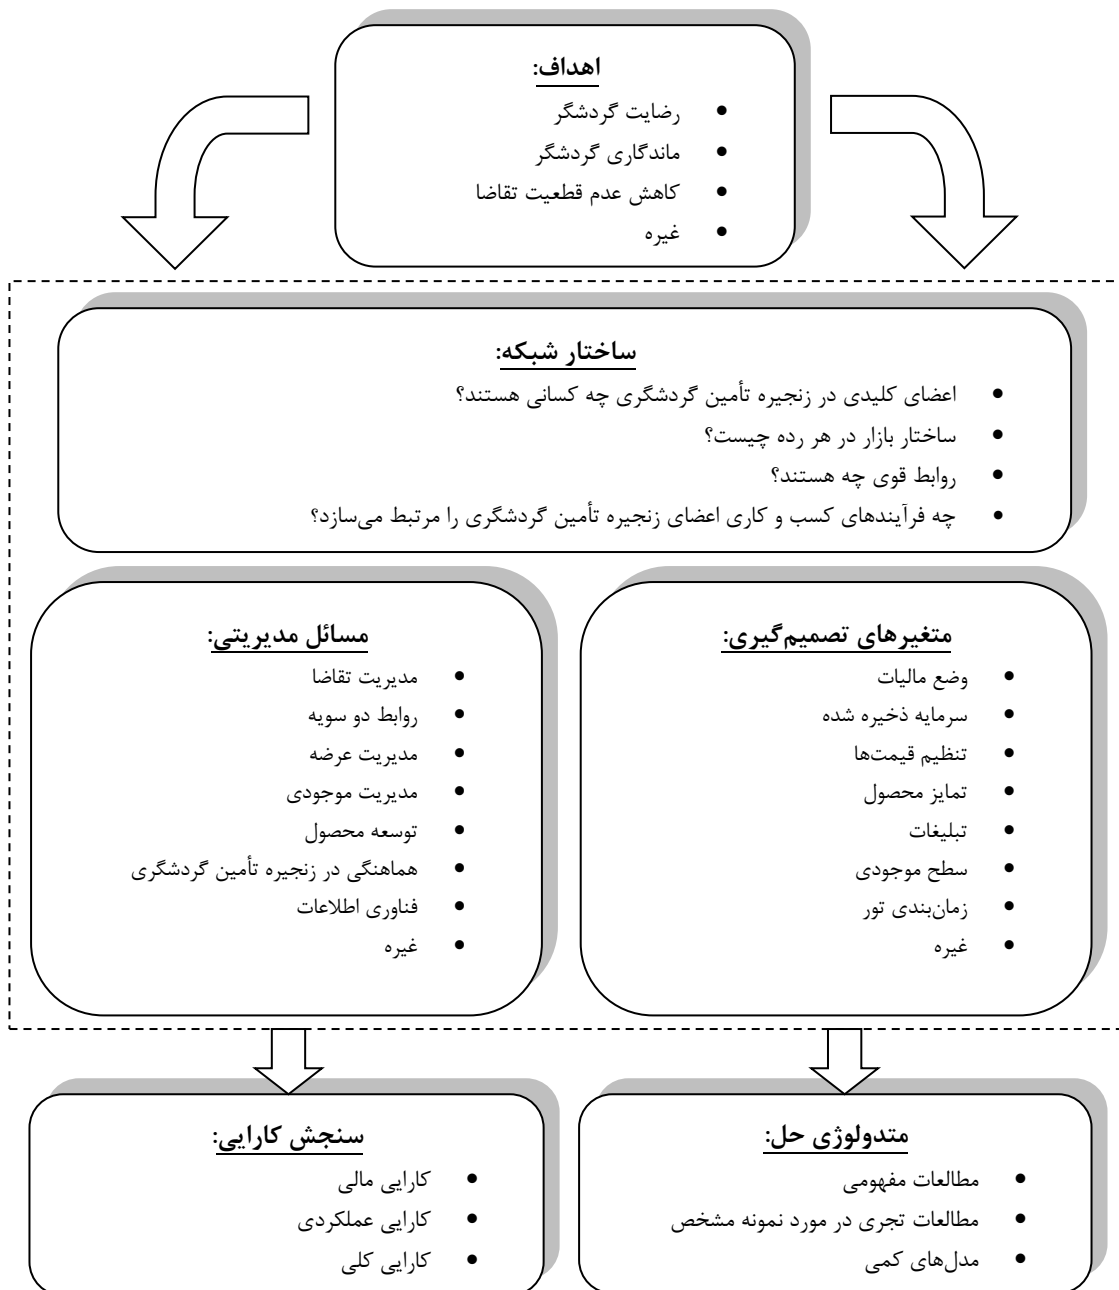 اهداف:
• رضایت گردشگر
• ماندگاری گردشگر
• کاهش عدم قطعیت تقاضا
• غیره
ساختار شبکه:
• اعضای کلیدی در زنجیره تأمین گردشگری چه کسانی هستند؟
• ساختار بازار در هر رده چیست؟
• روابط قوی چه هستند؟
• چه فرآیندهای کسب و کاری اعضای زنجیره تأمین گردشگری را مرتبط می‌سازد؟
متغیرهای تصمیم‌گیری:
• وضع مالیات
• سرمایه ذخیره شده
• تنظیم قیمت‌ها
• تمایز محصول
• تبلیغات
• سطح موجودی
• زمان‌بندی تور
• غیره
مسائل مدیریتی:
• مدیریت تقاضا
• روابط دو سویه
• مدیریت عرضه
• مدیریت موجودی
• توسعه محصول
• هماهنگی در زنجیره تأمین گردشگری
• فناوری اطلاعات
• غیره
متدولوژی حل:
• مطالعات مفهومی
• مطالعات تجری در مورد نمونه مشخص
• مدل‌های کمی
سنجش کارایی:
• کارایی مالی
• کارایی عملکردی
• کارایی کلی